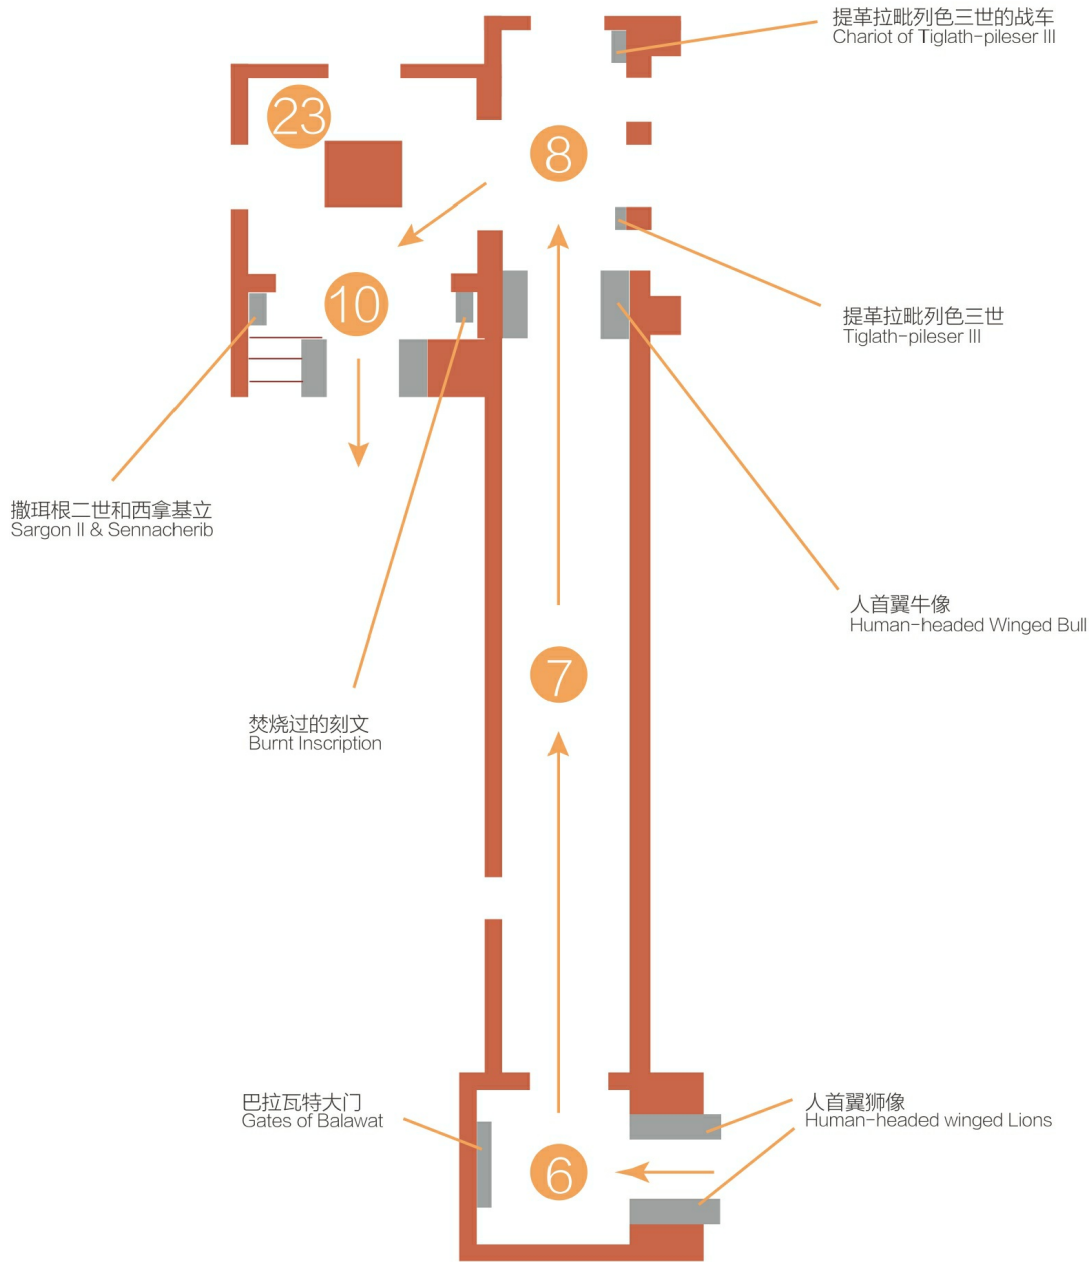 提革拉毗列色三世的战车
Chariot of Tiglath-pileser III
23
8
10
提革拉毗列色三世
Tiglath-pileser III
撒珥根二世和西拿基立
Sargon II & Sennacherib
人首翼牛像
Human-headed Winged Bull
7
焚烧过的刻文
Burnt Inscription
巴拉瓦特大门
Gates of Balawat
人首翼狮像
Human-headed winged Lions
6